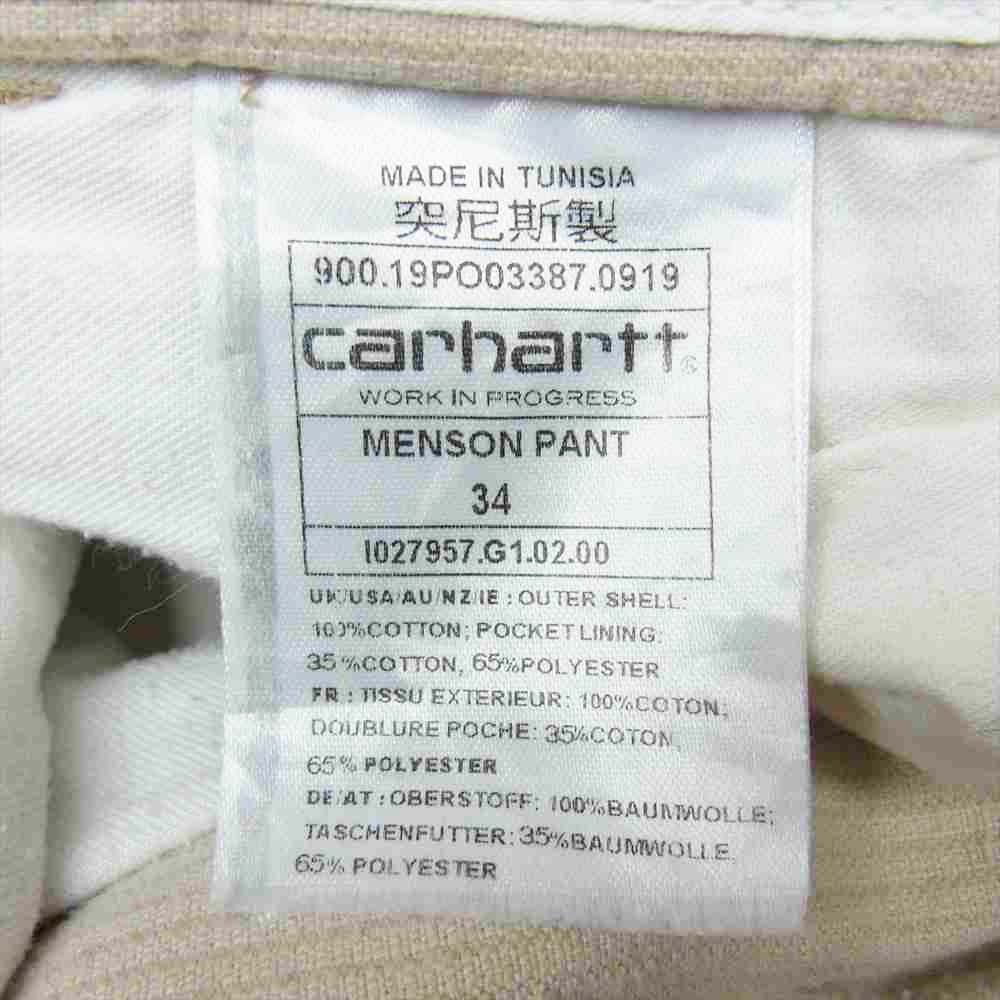 MADE IN TUNISIA
突尼斯製
900.19PO03387.0919
carhartt®
WORK IN PROGRESS
MENSON PANT
34
I027957.G1.02.00
UK/USA/AU/NZ/IE : OUTER SHELL:
100%COTTON; POCKET LINING:
35%COTTON, 65%POLYESTER
FR : TISSU EXTERIEUR: 100%COTON;
DOUBLURE POCHE: 35%COTON,
65% POLYESTER
DE/AT : OBERSTOFF: 100%BAUMWOLLE;
TASCHENFUTTER: 35%BAUMWOLLE
65% POLYESTER